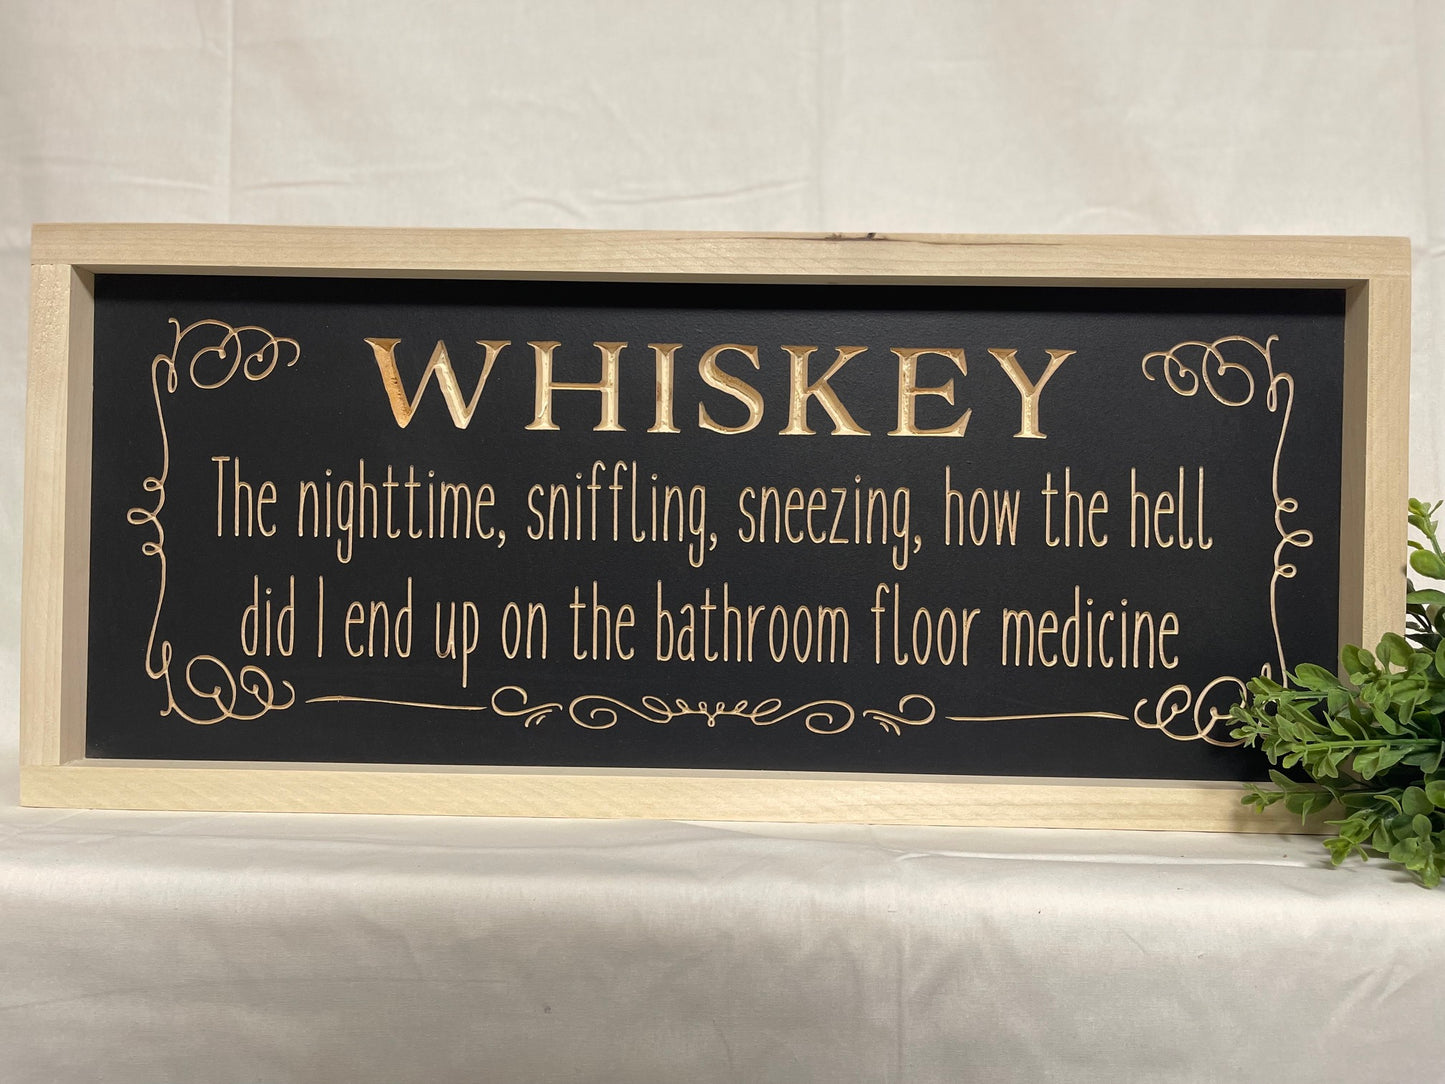 WHISKEY
The nighttime, sniffling, sneezing, how the hell
did I end up on the bathroom floor medicine